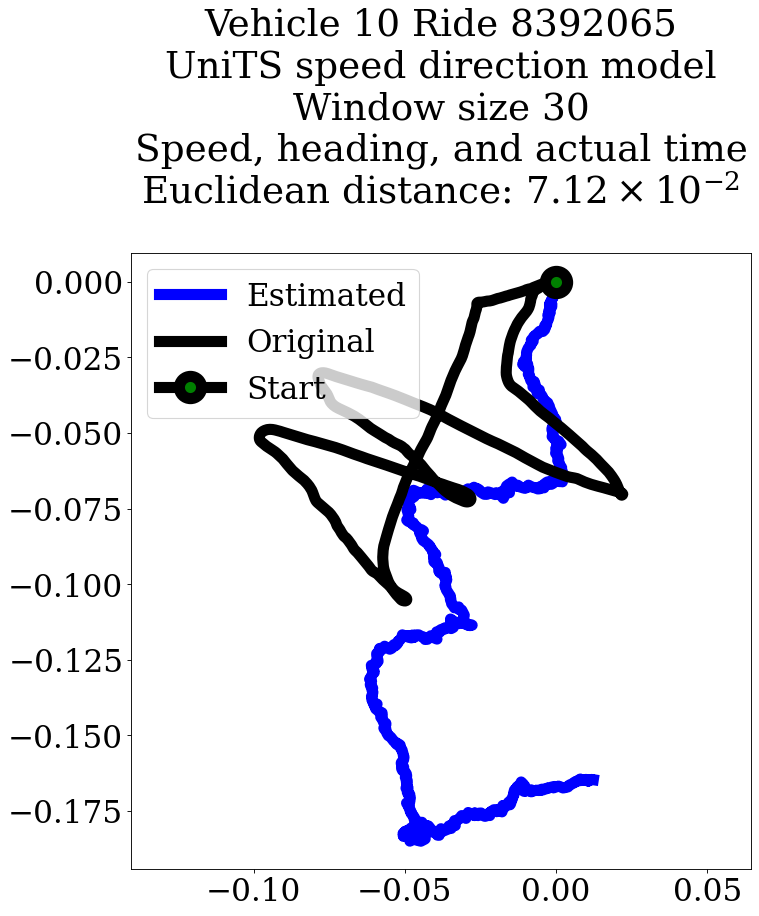 Vehicle 10 Ride 8392065
UniTS speed direction model
Window size 30
Speed, heading, and actual time
Euclidean distance: 7.12 × 10⁻²
Estimated
Original
Start
0.000
−0.025
−0.050
−0.075
−0.100
−0.125
−0.150
−0.175
−0.10 −0.05 0.00 0.05